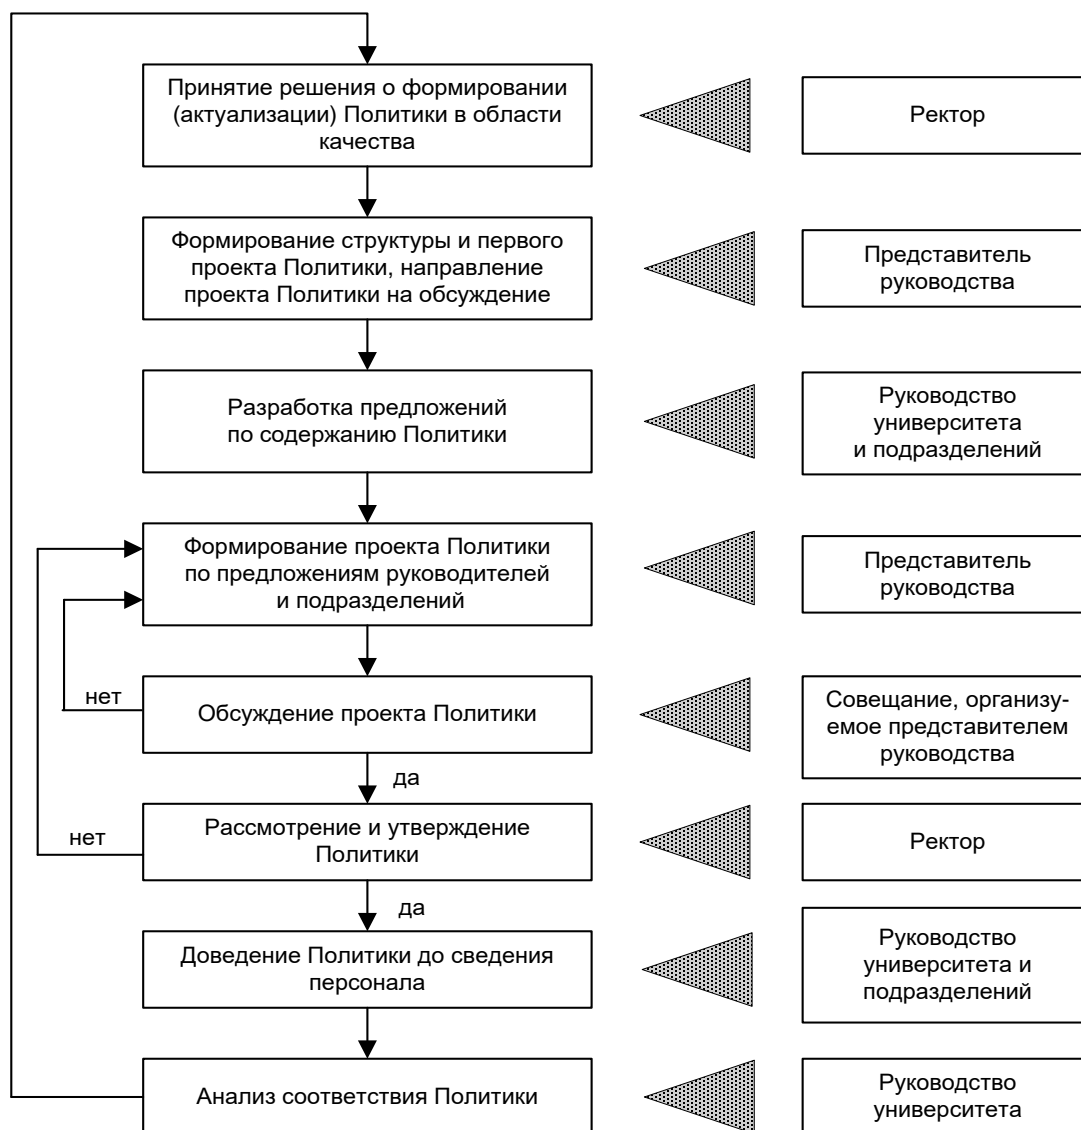 Принятие решения о формировании
(актуализации) Политики в области
качества
Ректор
Формирование структуры и первого
проекта Политики, направление
проекта Политики на обсуждение
Представитель
руководства
Разработка предложений
по содержанию Политики
Руководство
университета
и подразделений
Формирование проекта Политики
по предложениям руководителей
и подразделений
Представитель
руководства
нет
Обсуждение проекта Политики
Совещание, организу-
емое представителем
руководства
да
нет
Рассмотрение и утверждение
Политики
Ректор
да
Доведение Политики до сведения
персонала
Руководство
университета и
подразделений
Анализ соответствия Политики
Руководство
университета